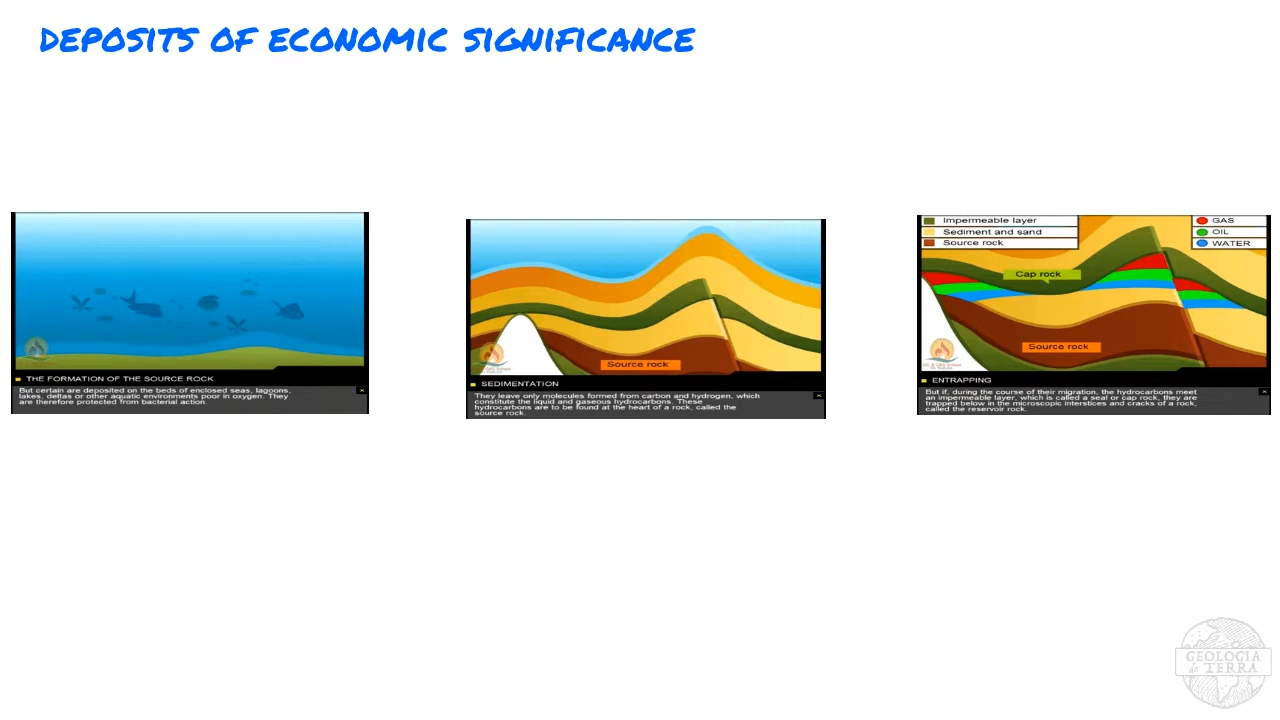 DEPOSITS OF ECONOMIC SIGNIFICANCE
THE FORMATION OF THE SOURCE ROCK
But certain are deposited on the beds of enclosed seas, lagoons,
lakes, deltas or other aquatic environments poor in oxygen. They
are therefore protected from bacterial action.
Source rock
SEDIMENTATION
They leave only molecules formed from carbon and hydrogen, which
constitute the liquid and gaseous hydrocarbons. These
hydrocarbons are to be found at the heart of a rock, called the
source rock.
Impermeable layer
Sediment and sand
Source rock
GAS
OIL
WATER
Cap rock
Source rock
ENTRAPPING
But if, during the course of their migration, the hydrocarbons meet
an impermeable layer, which is called a seal or cap rock, they are
trapped below in the microscopic interstices and cracks of a rock,
called the reservoir rock.
GEOLOGIA
da TERRA